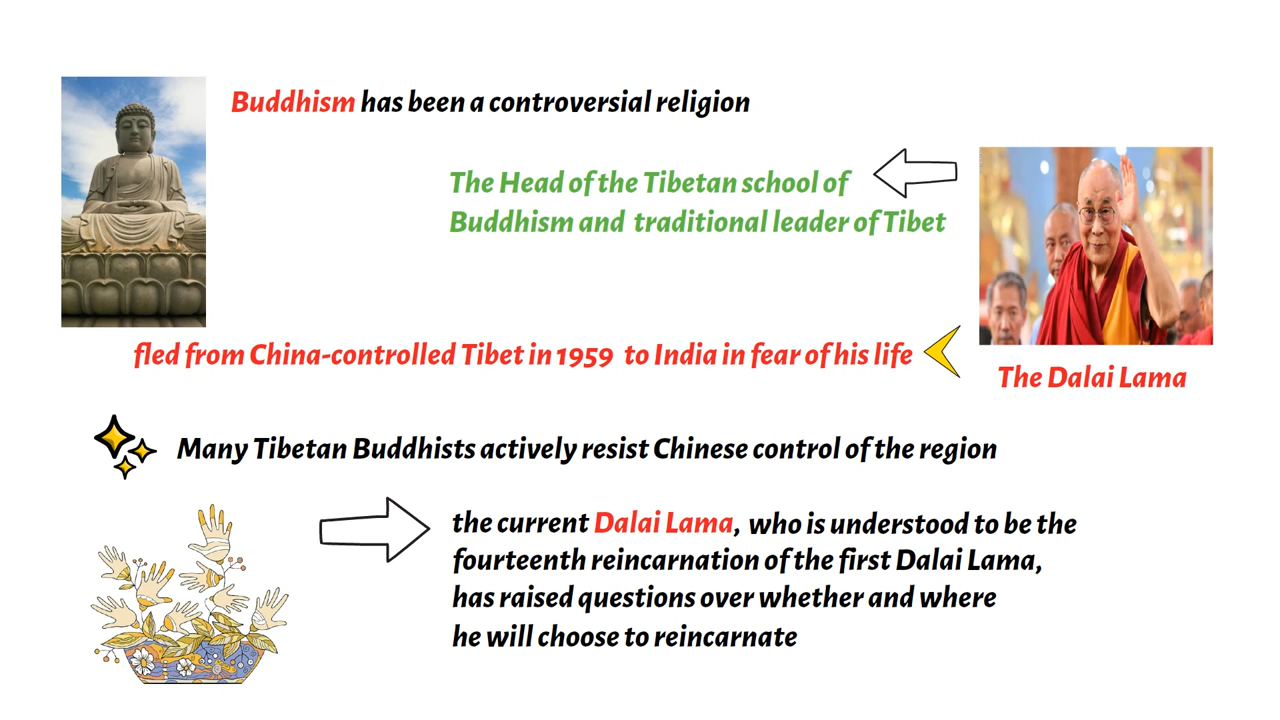 Buddhism has been a controversial religion
The Head of the Tibetan school of
Buddhism and traditional leader of Tibet
fled from China-controlled Tibet in 1959 to India in fear of his life
The Dalai Lama
Many Tibetan Buddhists actively resist Chinese control of the region
the current Dalai Lama, who is understood to be the
fourteenth reincarnation of the first Dalai Lama,
has raised questions over whether and where
he will choose to reincarnate